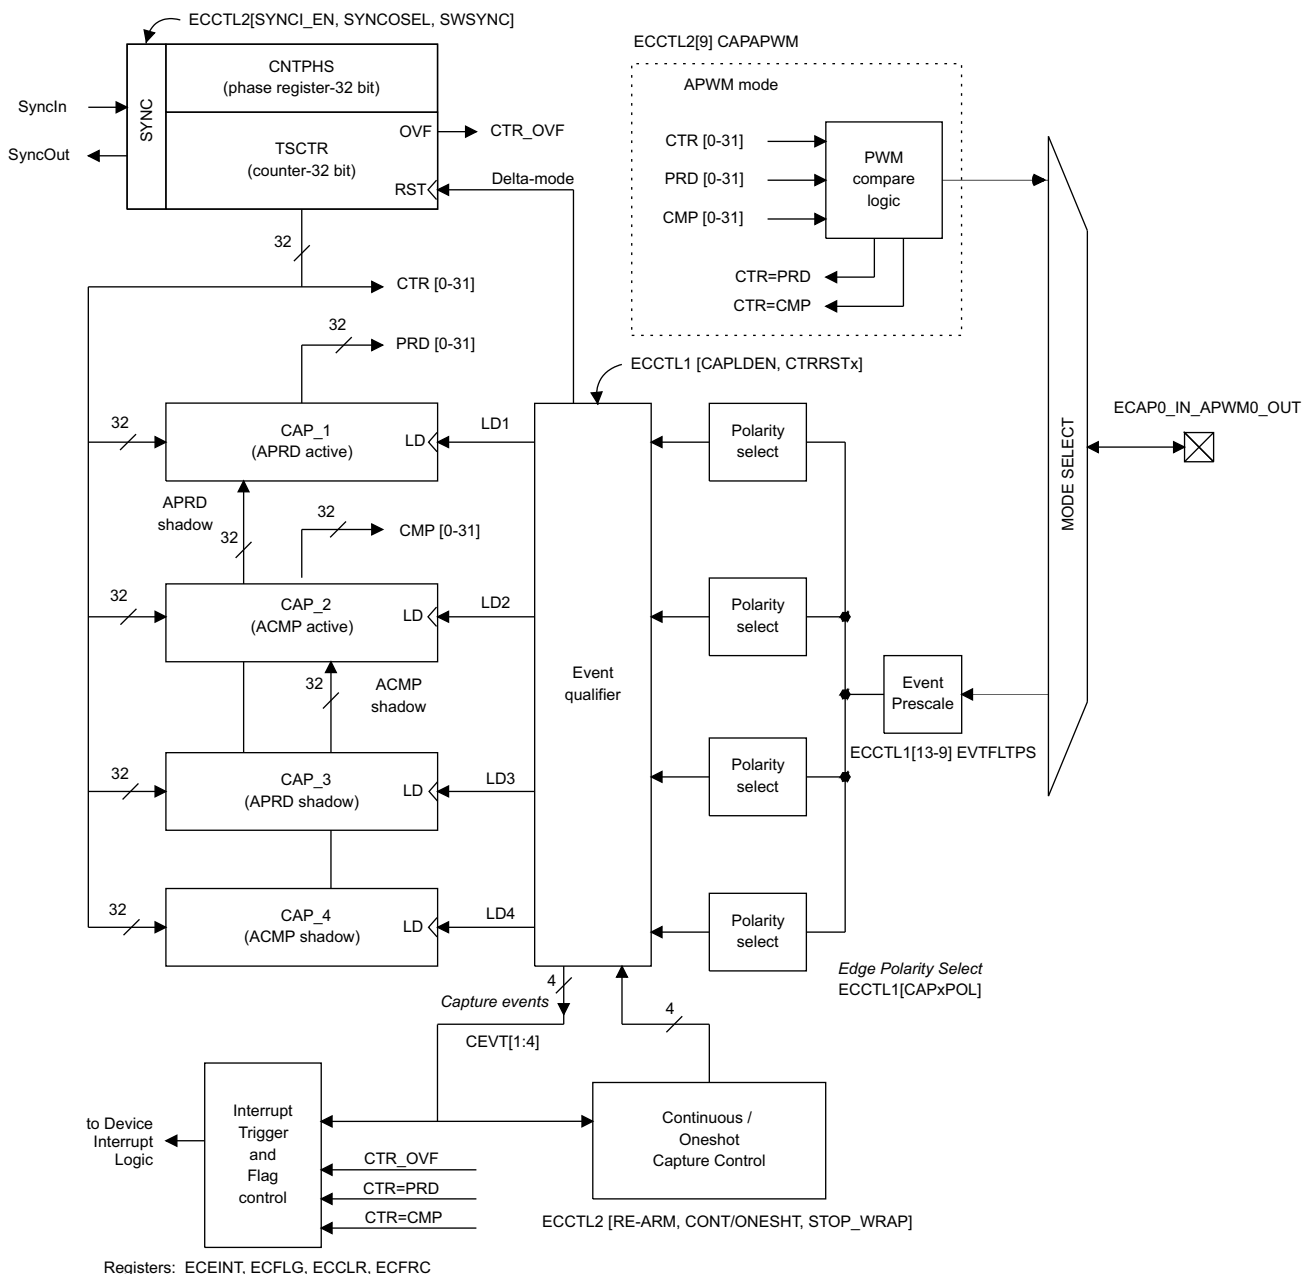 ECCTL2[SYNCI_EN, SYNCOSEL, SWSYNC]
SYNC
CNTPHS
(phase register-32 bit)
SyncIn
SyncOut
TSCTR
(counter-32 bit)
OVF
CTR_OVF
RST
Delta-mode
32
CTR [0-31]
32
PRD [0-31]
ECCTL2[9] CAPAPWM
APWM mode
CTR [0-31]
PRD [0-31]
CMP [0-31]
PWM
compare
logic
CTR=PRD
CTR=CMP
ECCTL1 [CAPLDEN, CTRRSTx]
32
CAP_1
(APRD active)
LD
LD1
Polarity
select
MODE SELECT
ECAP0_IN_APWM0_OUT
APRD
shadow
32
32
CMP [0-31]
32
CAP_2
(ACMP active)
LD
LD2
Polarity
select
Event
qualifier
32
ACMP
shadow
Event
Prescale
ECCTL1[13-9] EVTFLTPS
32
CAP_3
(APRD shadow)
LD
LD3
Polarity
select
32
CAP_4
(ACMP shadow)
LD
LD4
Polarity
select
Edge Polarity Select
ECCTL1[CAPxPOL]
4
Capture events
CEVT[1:4]
4
to Device
Interrupt
Logic
Interrupt
Trigger
and
Flag
control
CTR_OVF
CTR=PRD
CTR=CMP
Continuous /
Oneshot
Capture Control
ECCTL2 [RE-ARM, CONT/ONESHT, STOP_WRAP]
Registers: ECEINT, ECFLG, ECCLR, ECFRC